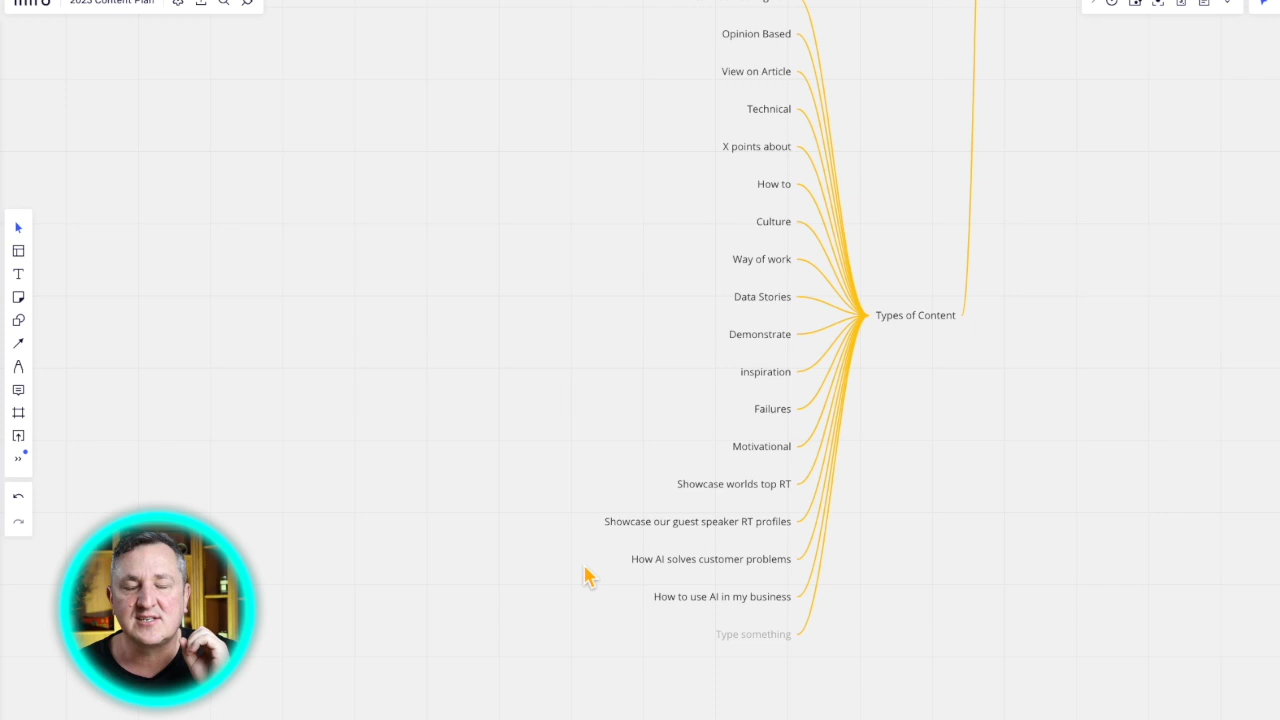 miro
2023 Content Plan
Opinion Based
View on Article
Technical
X points about
How to
Culture
Way of work
Data Stories
Types of Content
Demonstrate
inspiration
Failures
Motivational
Showcase worlds top RT
Showcase our guest speaker RT profiles
How AI solves customer problems
How to use AI in my business
Type something